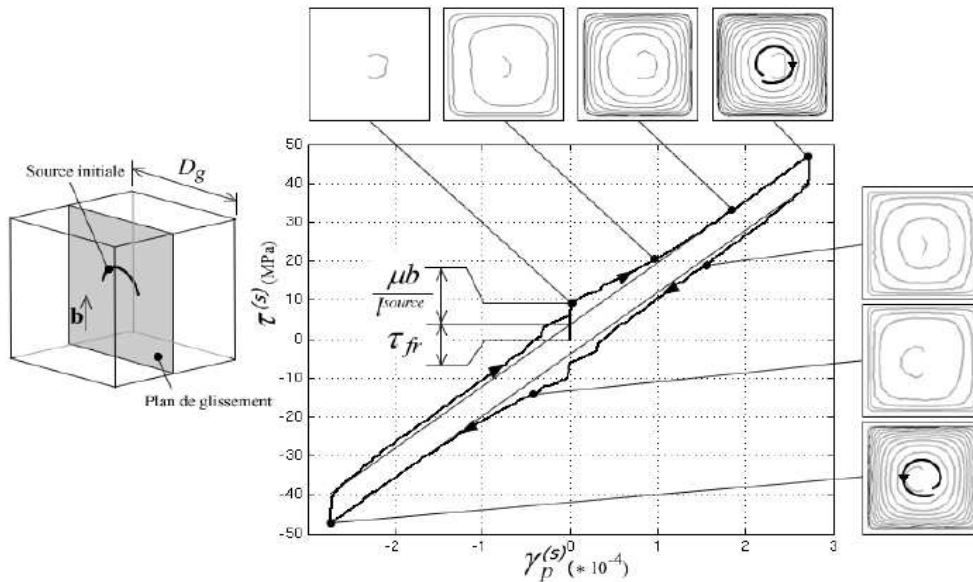 Source initiale
D_g
b
Plan de glissement
τ^(s) (MPa)
50
40
30
20
10
0
-10
-20
-30
-40
-50
μb
l^source
τ_fr
-2
-1
0
1
2
3
γ_p^(s) (* 10^-4)